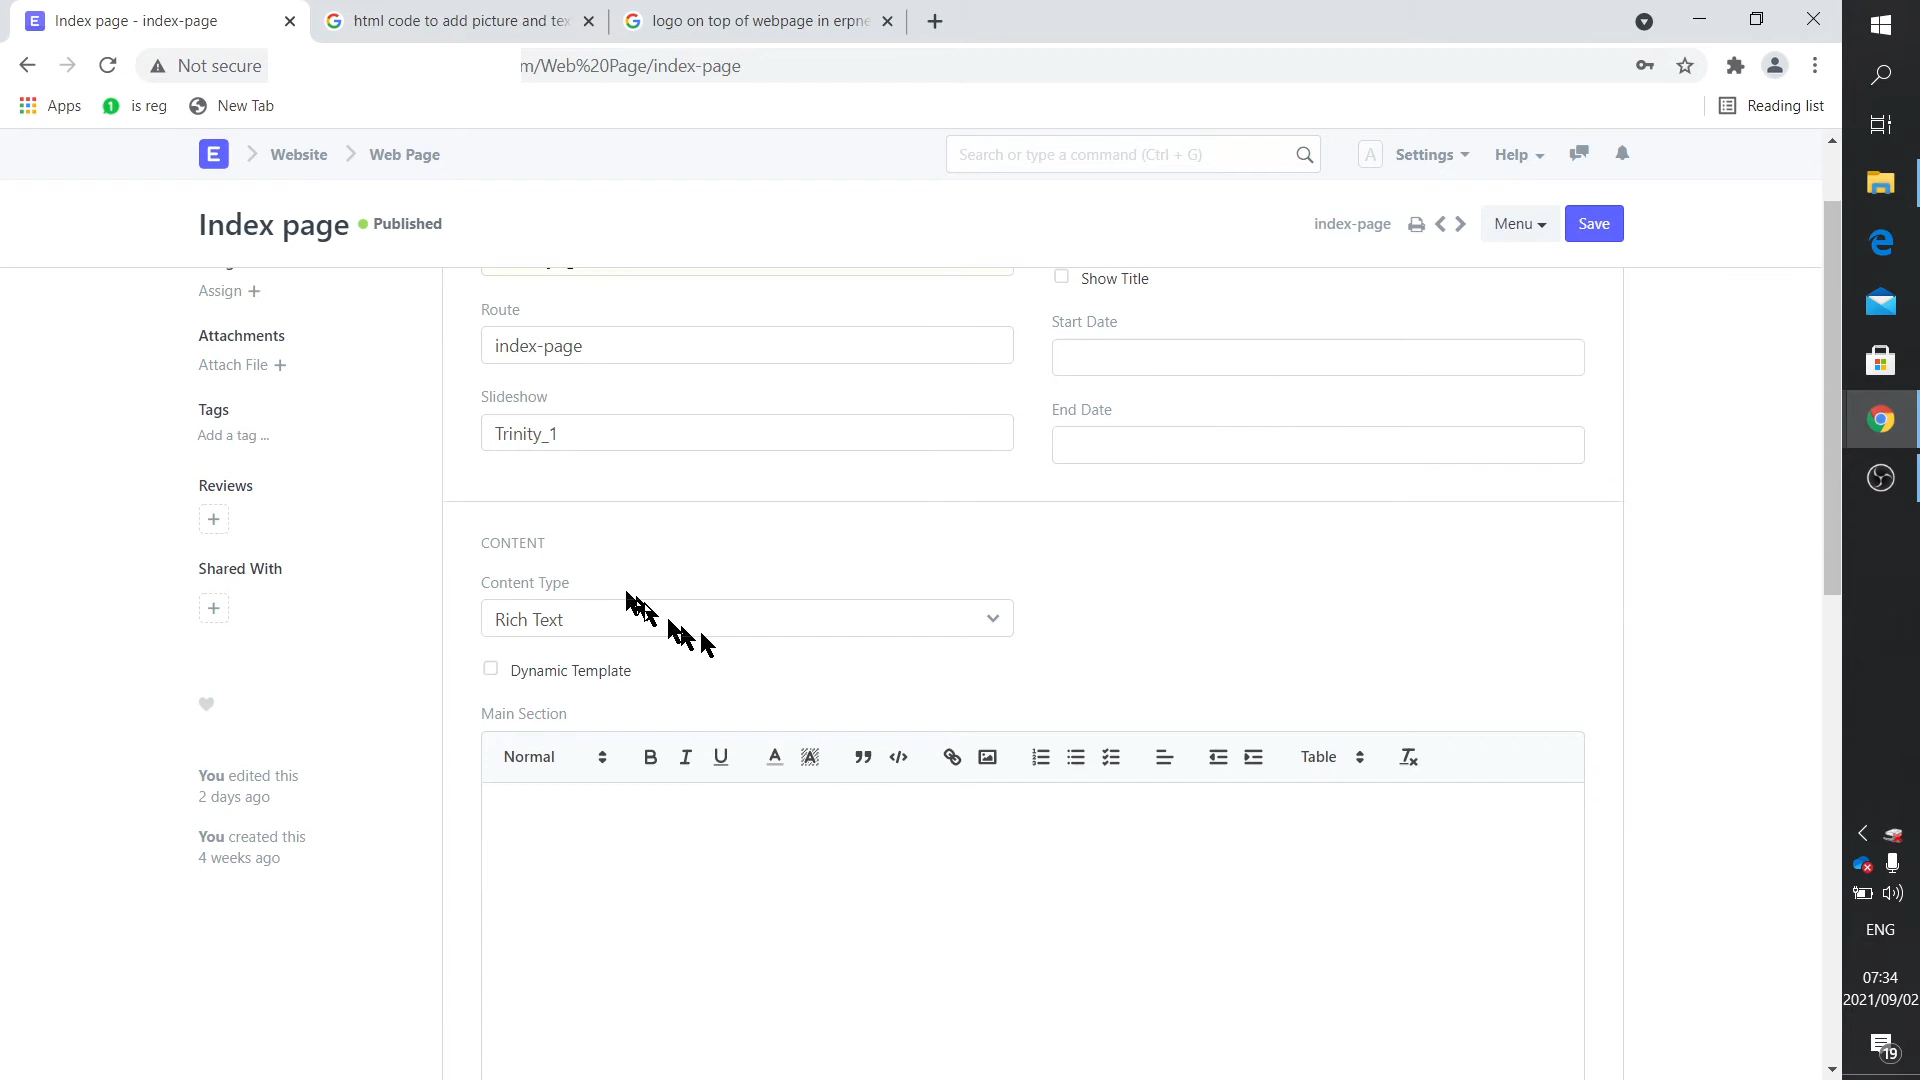 Index page - index-page
html code to add picture and tex
logo on top of webpage in erpne
Not secure
m/Web%20Page/index-page
Apps
1
is reg
New Tab
Reading list
E
Website
Web Page
Search or type a command (Ctrl + G)
A
Settings
Help
Index page
Published
index-page
Menu
Save
Assign +
Attachments
Attach File +
Tags
Add a tag ...
Reviews
+
Shared With
+
You edited this
2 days ago
You created this
4 weeks ago
Show Title
Route
index-page
Start Date
Slideshow
Trinity_1
End Date
CONTENT
Content Type
Rich Text
Dynamic Template
Main Section
Normal
B I U A A
Table
ENG
07:34
2021/09/02
19